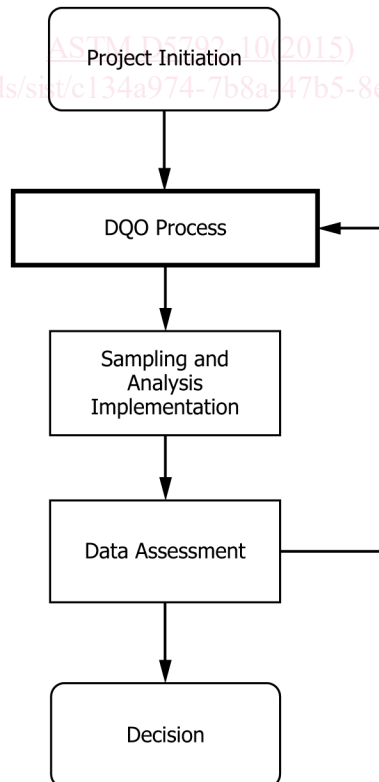 ASTM D5792-10(2015)
Project Initiation
ds/sist/c134a974-7b8a-47b5-8e
DQO Process
Sampling and
Analysis
Implementation
Data Assessment
Decision